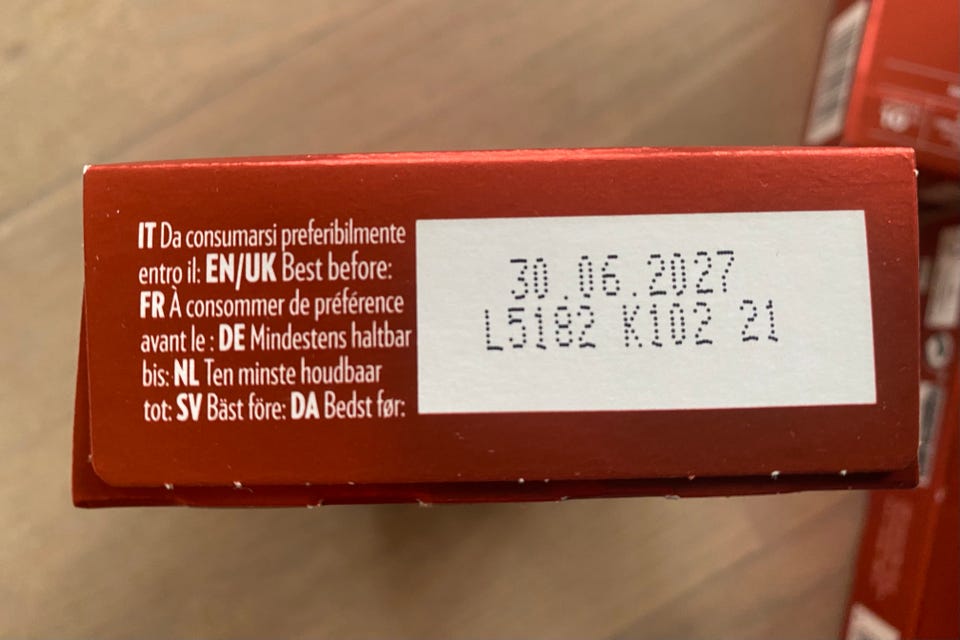 IT Da consumarsi preferibilmente
entro il: EN/UK Best before:
FR À consommer de préférence
avant le : DE Mindestens haltbar
bis: NL Ten minste houdbaar
tot: SV Bäst före: DA Bedst før:
30.06.2027
L5182 K102 21
10